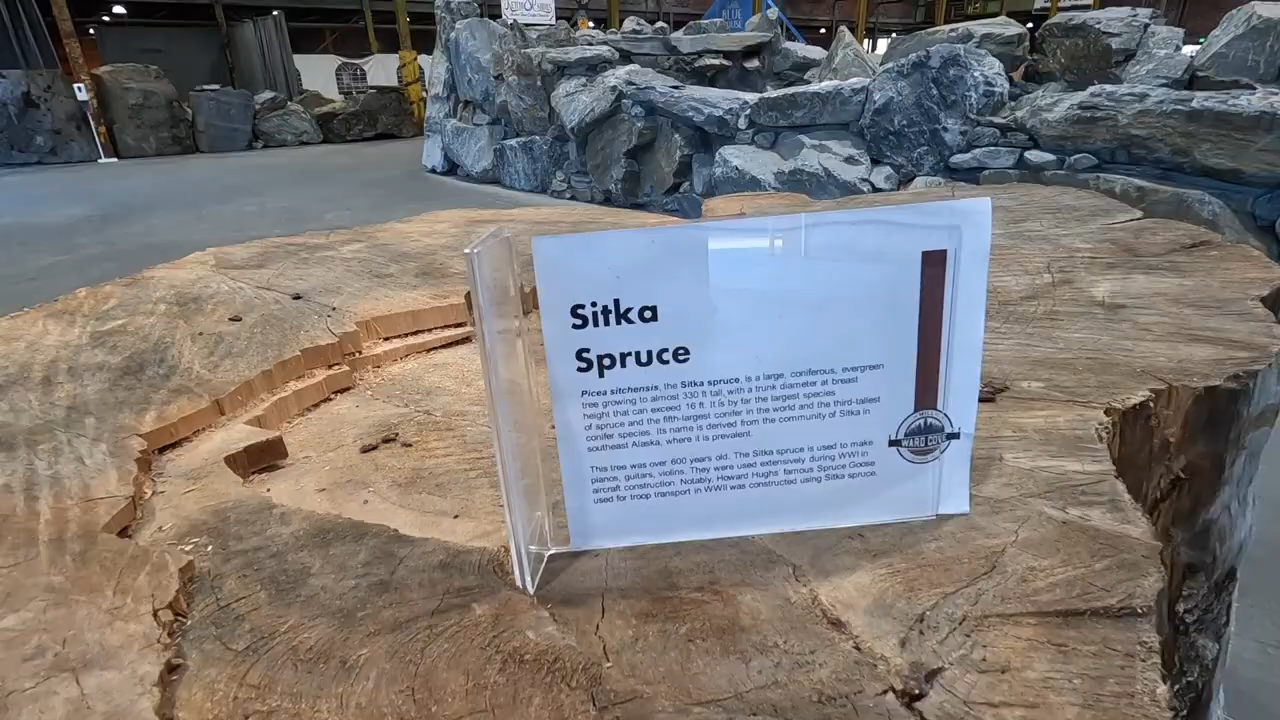 BLUE
HOUSE
Sitka
Spruce
Picea sitchensis, the Sitka spruce, is a large, coniferous, evergreen
tree growing to almost 330 ft tall, with a trunk diameter at breast
height that can exceed 16 ft. It is by far the largest species
of spruce and the fifth-largest conifer in the world and the third-tallest
conifer species. Its name is derived from the community of Sitka in
southeast Alaska, where it is prevalent.
This tree was over 600 years old. The Sitka spruce is used to make
pianos, guitars, violins. They were used extensively during WWI in
aircraft construction. Notably, Howard Hughs' famous Spruce Goose
used for troop transport in WWII was constructed using Sitka spruce.
MILL
WARD COVE